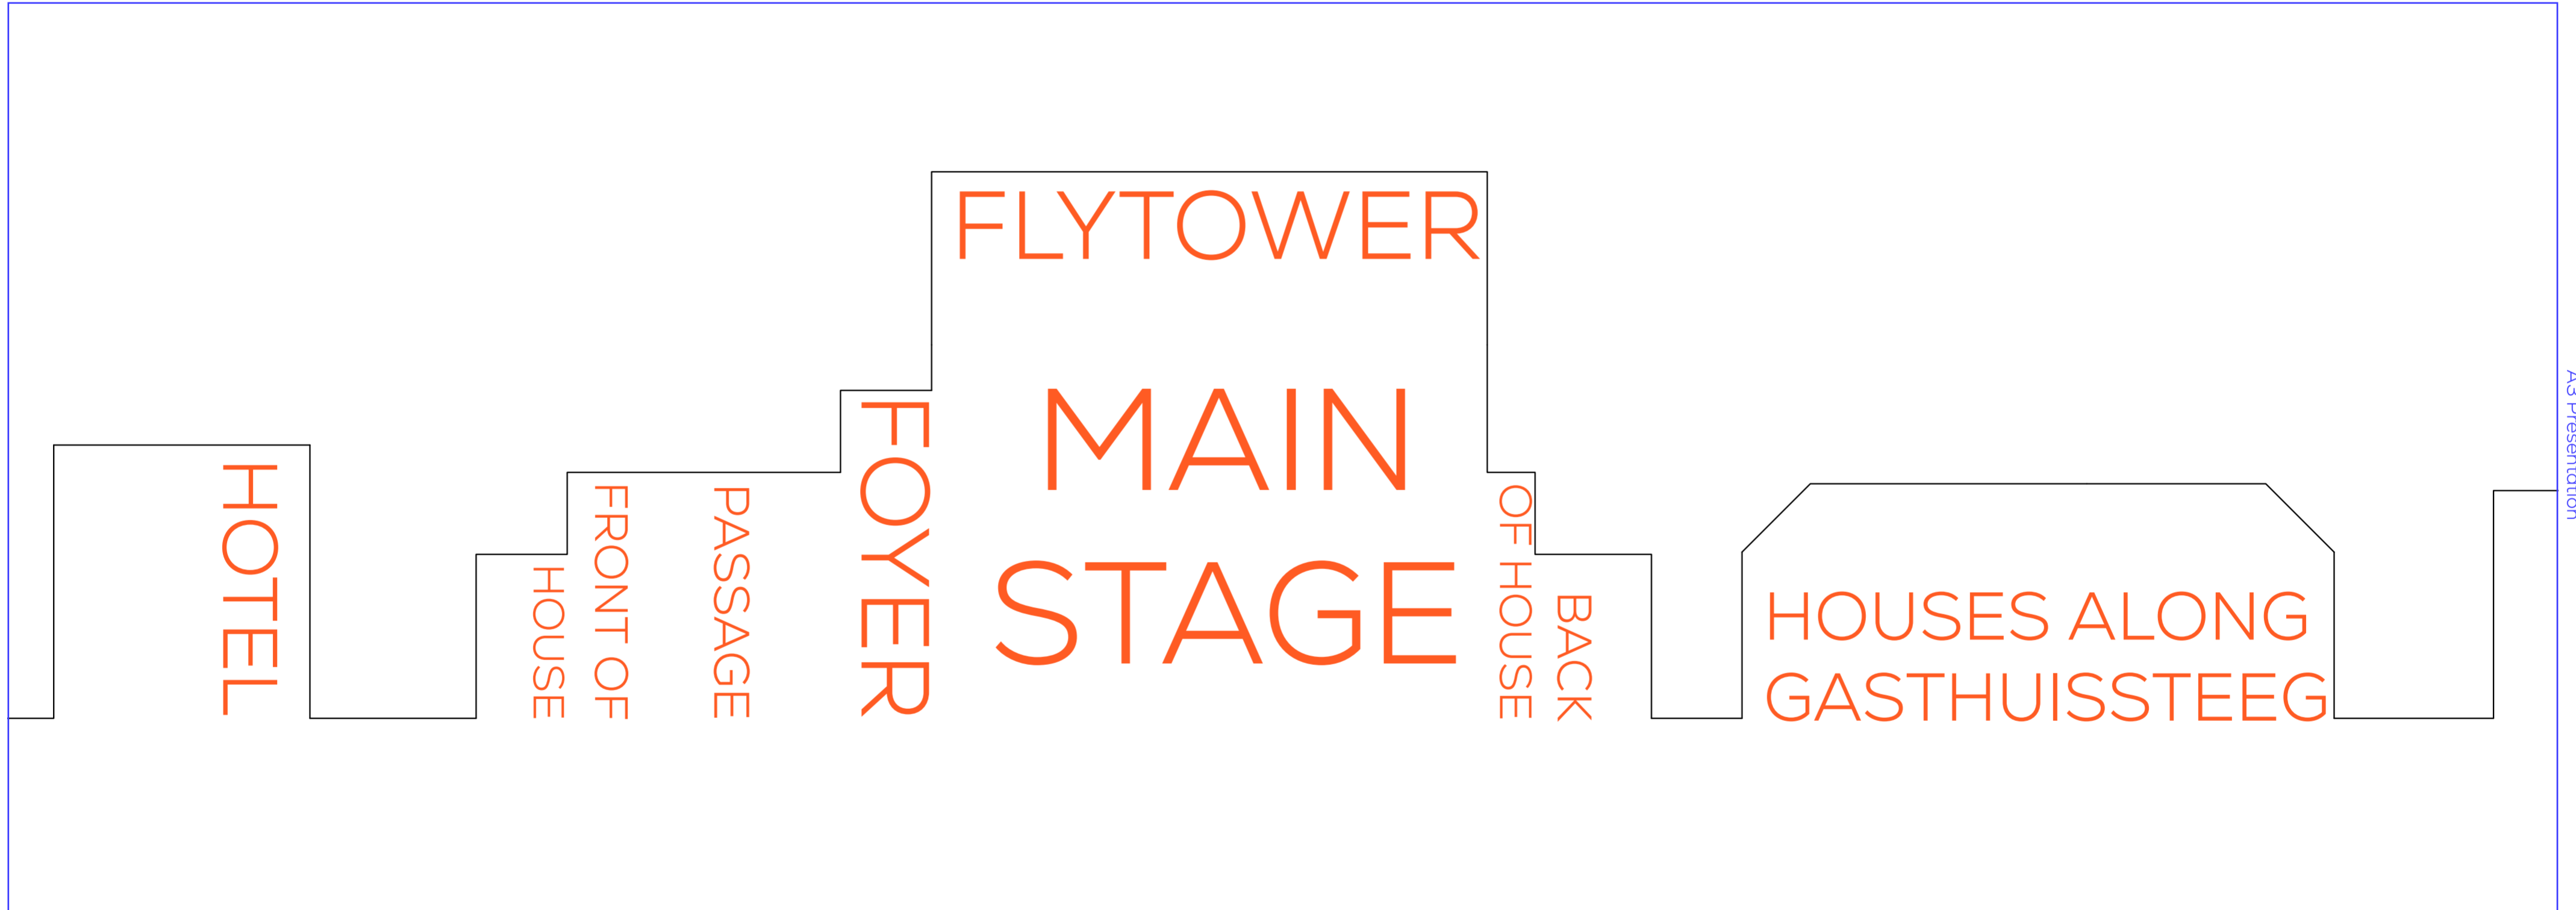 FLYTOWER
MAIN
STAGE
HOTEL
FRONT OF
HOUSE
PASSAGE
FOYER
BACK
OF HOUSE
HOUSES ALONG
GASTHUISSTEEG
A3 Presentation